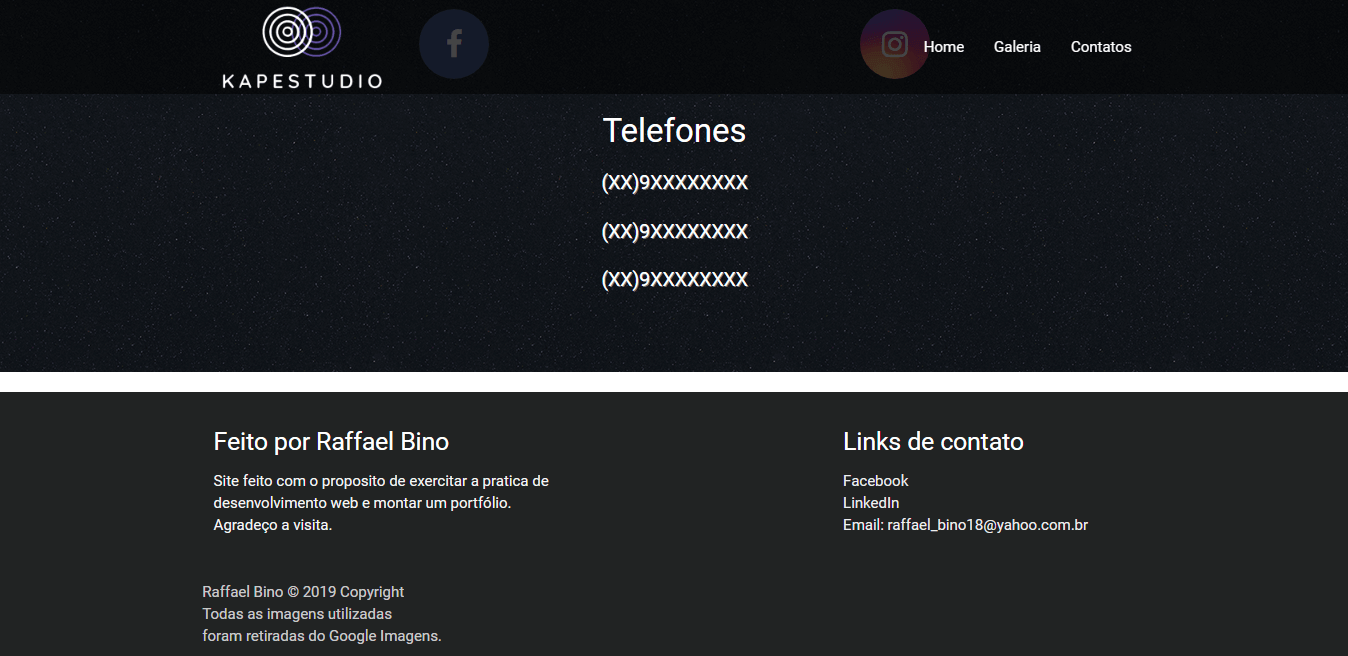 KAPESTUDIO
Home Galeria Contatos
Telefones
(XX)9XXXXXXXX
(XX)9XXXXXXXX
(XX)9XXXXXXXX
Feito por Raffael Bino
Site feito com o proposito de exercitar a pratica de
desenvolvimento web e montar um portfólio.
Agradeço a visita.
Links de contato
Facebook
LinkedIn
Email: raffael_bino18@yahoo.com.br
Raffael Bino © 2019 Copyright
Todas as imagens utilizadas
foram retiradas do Google Imagens.